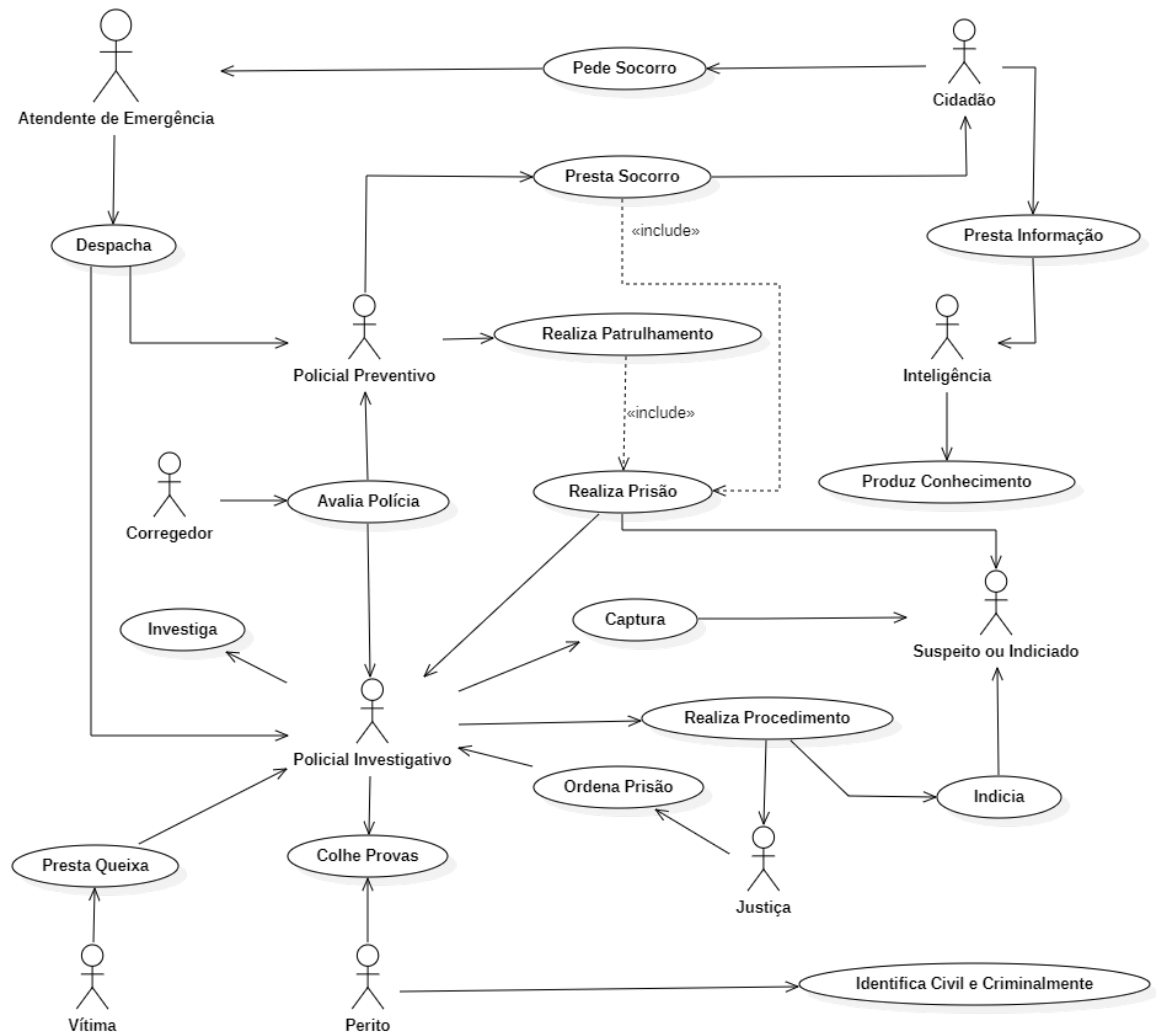 Pede Socorro
Cidadão
Atendente de Emergência
Presta Socorro
«include»
Presta Informação
Despacha
Realiza Patrulhamento
Policial Preventivo
Inteligência
«include»
Realiza Prisão
Produz Conhecimento
Avalia Polícia
Corregedor
Captura
Investiga
Suspeito ou Indiciado
Realiza Procedimento
Policial Investigativo
Ordena Prisão
Indicia
Presta Queixa
Colhe Provas
Justiça
Identifica Civil e Criminalmente
Vítima
Perito